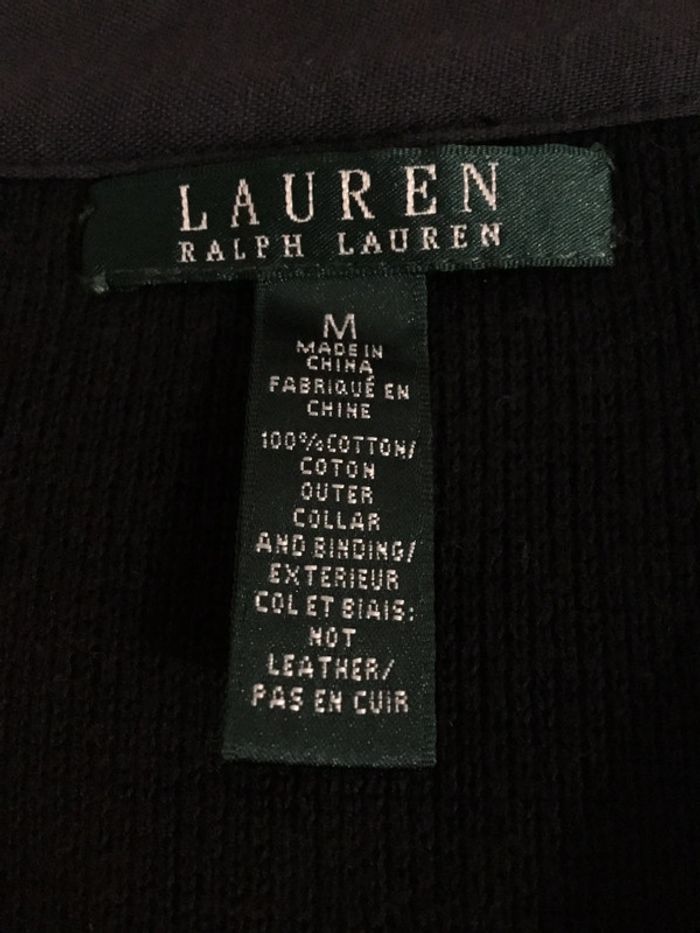 LAUREN
RALPH LAUREN
M
MADE IN
CHINA
FABRIQUÉ EN
CHINE
100% COTTON/
COTON
OUTER
COLLAR
AND BINDING/
EXTERIEUR
COL ET BIAIS:
NOT
LEATHER/
PAS EN CUIR